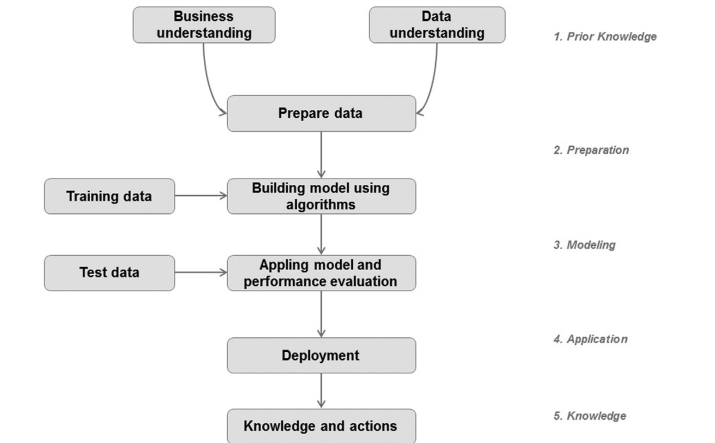 Business
understanding
Data
understanding
1. Prior Knowledge
Prepare data
2. Preparation
Training data
Building model using
algorithms
3. Modeling
Test data
Appling model and
performance evaluation
4. Application
Deployment
5. Knowledge
Knowledge and actions